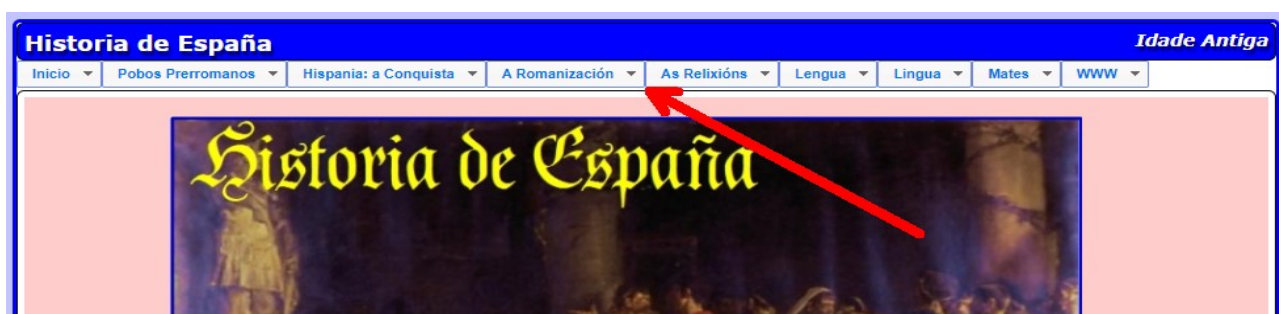 Historia de España Idade Antiga
Inicio Pobos Prerromanos Hispania: a Conquista A Romanización As Relixións Lengua Lingua Mates WWW
Historia de España